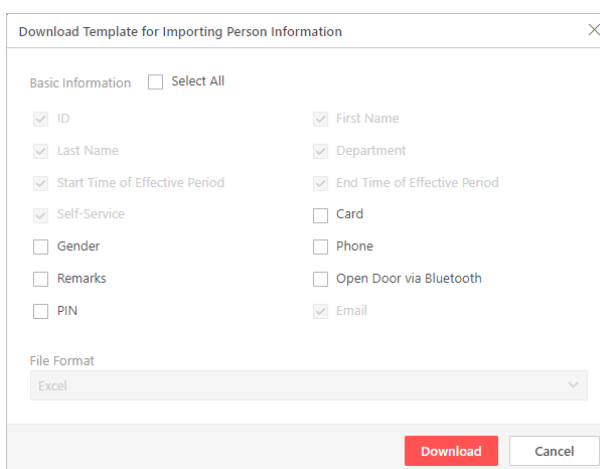 Download Template for Importing Person Information
Basic Information Select All
ID First Name
Last Name Department
Start Time of Effective Period End Time of Effective Period
Self-Service Card
Gender Phone
Remarks Open Door via Bluetooth
PIN Email
File Format
Excel
Download Cancel